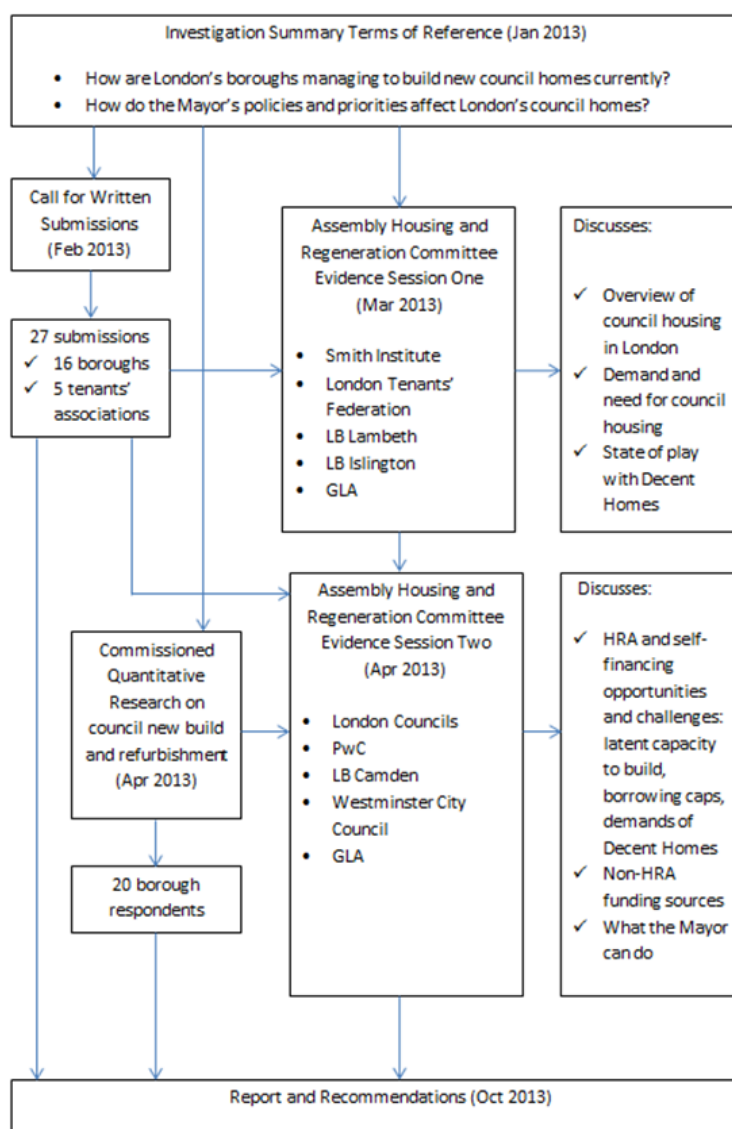 Investigation Summary Terms of Reference (Jan 2013)
• How are London's boroughs managing to build new council homes currently?
• How do the Mayor's policies and priorities affect London's council homes?
Call for Written
Submissions
(Feb 2013)
27 submissions
✓ 16 boroughs
✓ 5 tenants'
associations
Assembly Housing and
Regeneration Committee
Evidence Session One
(Mar 2013)
• Smith Institute
• London Tenants'
Federation
• LB Lambeth
• LB Islington
• GLA
Discusses:
✓ Overview of
council housing
in London
✓ Demand and
need for council
housing
✓ State of play
with Decent
Homes
Commissioned
Quantitative
Research on
council new build
and refurbishment
(Apr 2013)
20 borough
respondents
Assembly Housing and
Regeneration Committee
Evidence Session Two
(Apr 2013)
• London Councils
• PwC
• LB Camden
• Westminster City
Council
• GLA
Discusses:
✓ HRA and self-
financing
opportunities
and challenges:
latent capacity
to build,
borrowing caps,
demands of
Decent Homes
✓ Non-HRA
funding sources
✓ What the Mayor
can do
Report and Recommendations (Oct 2013)